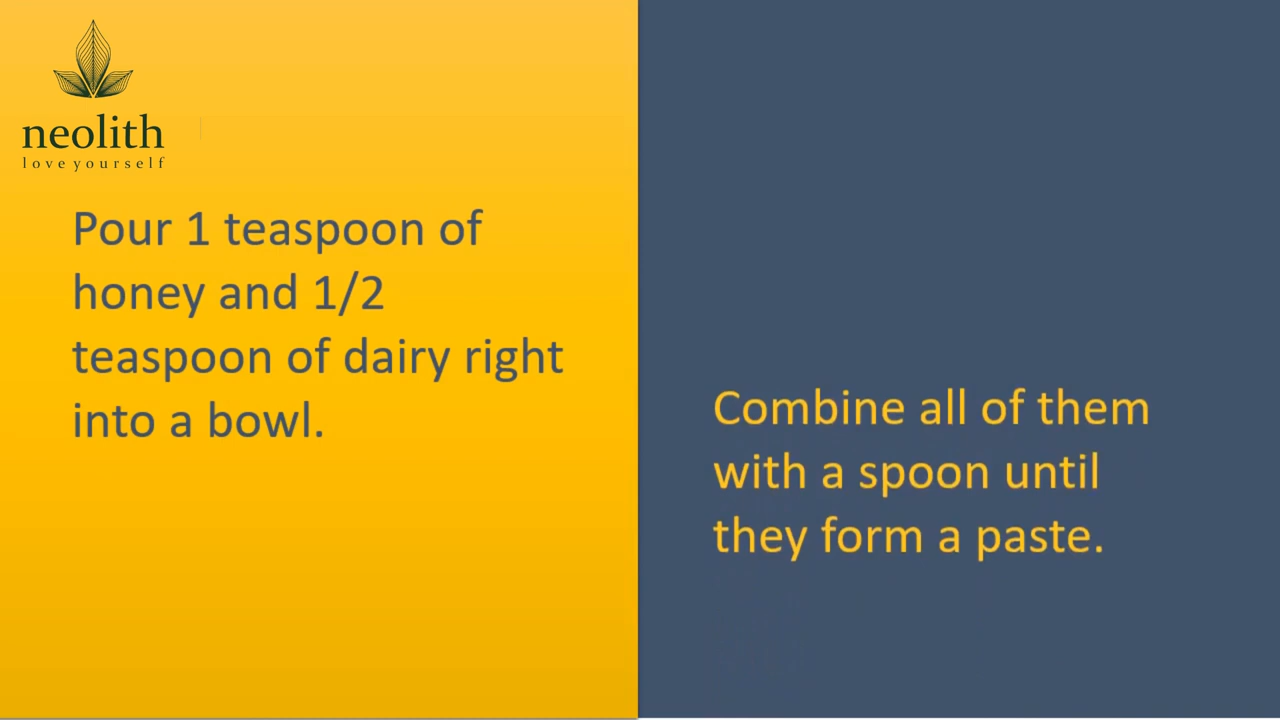 neolith
love yourself
Pour 1 teaspoon of
honey and 1/2
teaspoon of dairy right
into a bowl.
Combine all of them
with a spoon until
they form a paste.